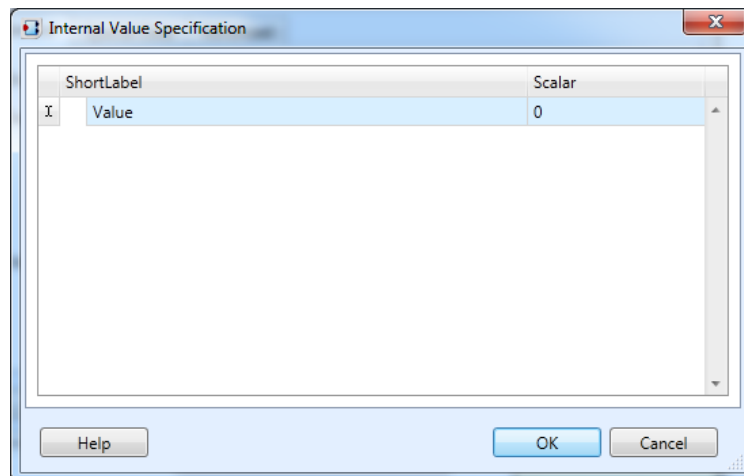 Internal Value Specification
ShortLabel Scalar
Value 0
Help OK Cancel